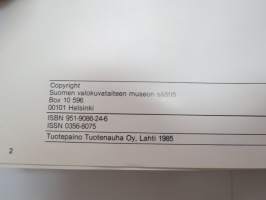 Copyright
Suomen valokuvataiteen museon säätiö
Box 10 596
00101 Helsinki
ISBN 951-9086-24-6
ISSN 0356-8075
Tuotepaino Tuotenauha Oy, Lahti 1985
2